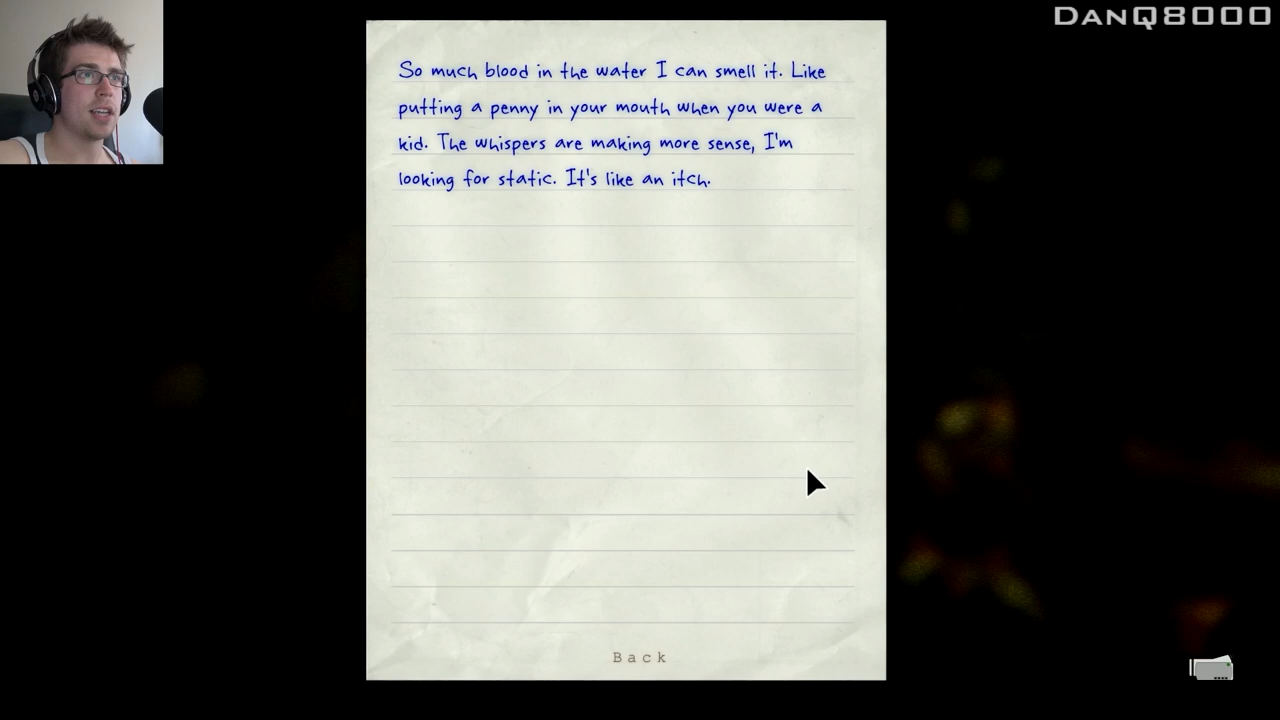 DanQ8000
So much blood in the water I can smell it. Like
putting a penny in your mouth when you were a
kid. The whispers are making more sense, I'm
looking for static. It's like an itch.
Back